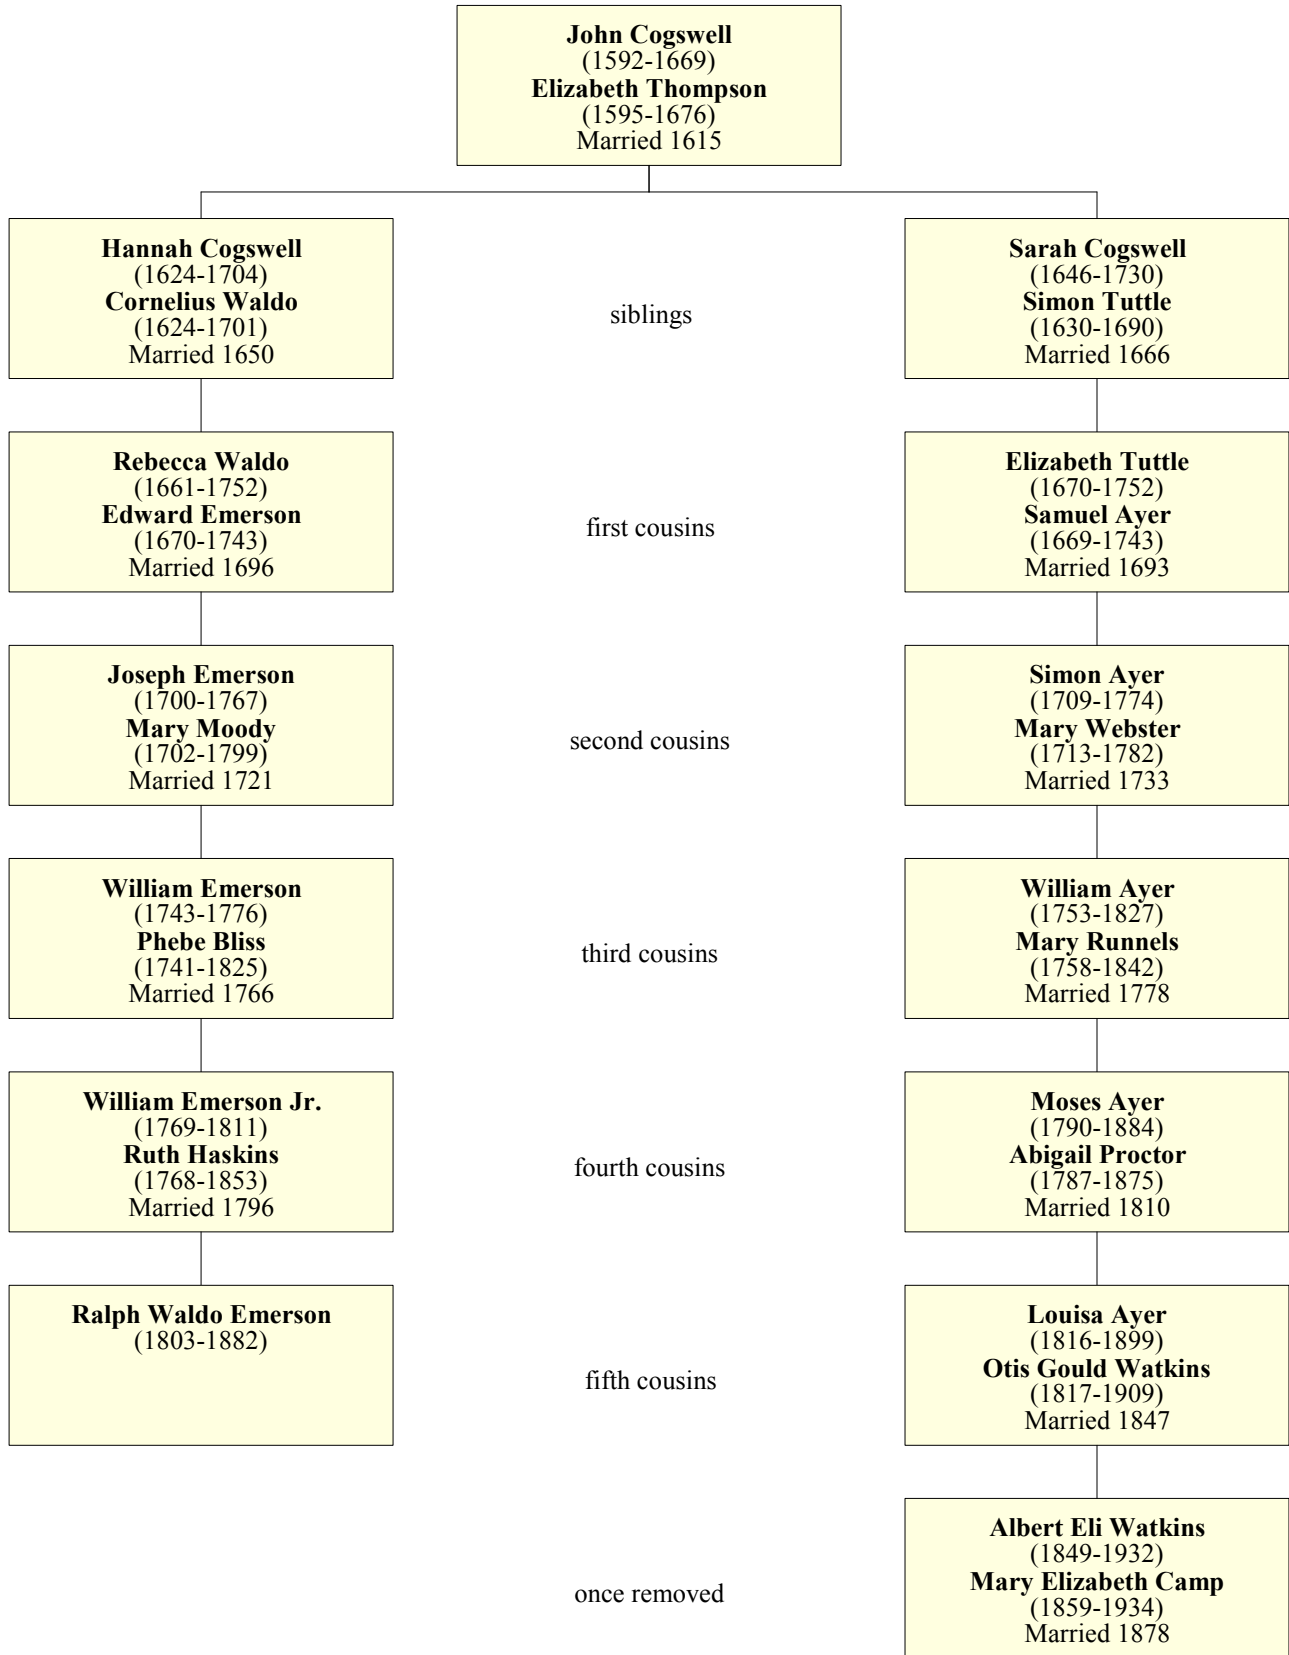 John Cogswell
(1592-1669)
Elizabeth Thompson
(1595-1676)
Married 1615
Hannah Cogswell
(1624-1704)
Cornelius Waldo
(1624-1701)
Married 1650
siblings
Sarah Cogswell
(1646-1730)
Simon Tuttle
(1630-1690)
Married 1666
Rebecca Waldo
(1661-1752)
Edward Emerson
(1670-1743)
Married 1696
first cousins
Elizabeth Tuttle
(1670-1752)
Samuel Ayer
(1669-1743)
Married 1693
Joseph Emerson
(1700-1767)
Mary Moody
(1702-1799)
Married 1721
second cousins
Simon Ayer
(1709-1774)
Mary Webster
(1713-1782)
Married 1733
William Emerson
(1743-1776)
Phebe Bliss
(1741-1825)
Married 1766
third cousins
William Ayer
(1753-1827)
Mary Runnels
(1758-1842)
Married 1778
William Emerson Jr.
(1769-1811)
Ruth Haskins
(1768-1853)
Married 1796
fourth cousins
Moses Ayer
(1790-1884)
Abigail Proctor
(1787-1875)
Married 1810
Ralph Waldo Emerson
(1803-1882)
fifth cousins
Louisa Ayer
(1816-1899)
Otis Gould Watkins
(1817-1909)
Married 1847
once removed
Albert Eli Watkins
(1849-1932)
Mary Elizabeth Camp
(1859-1934)
Married 1878